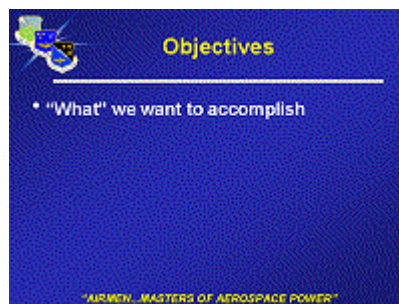 Objectives
• “What” we want to accomplish
“AIRMEN...MASTERS OF AEROSPACE POWER”